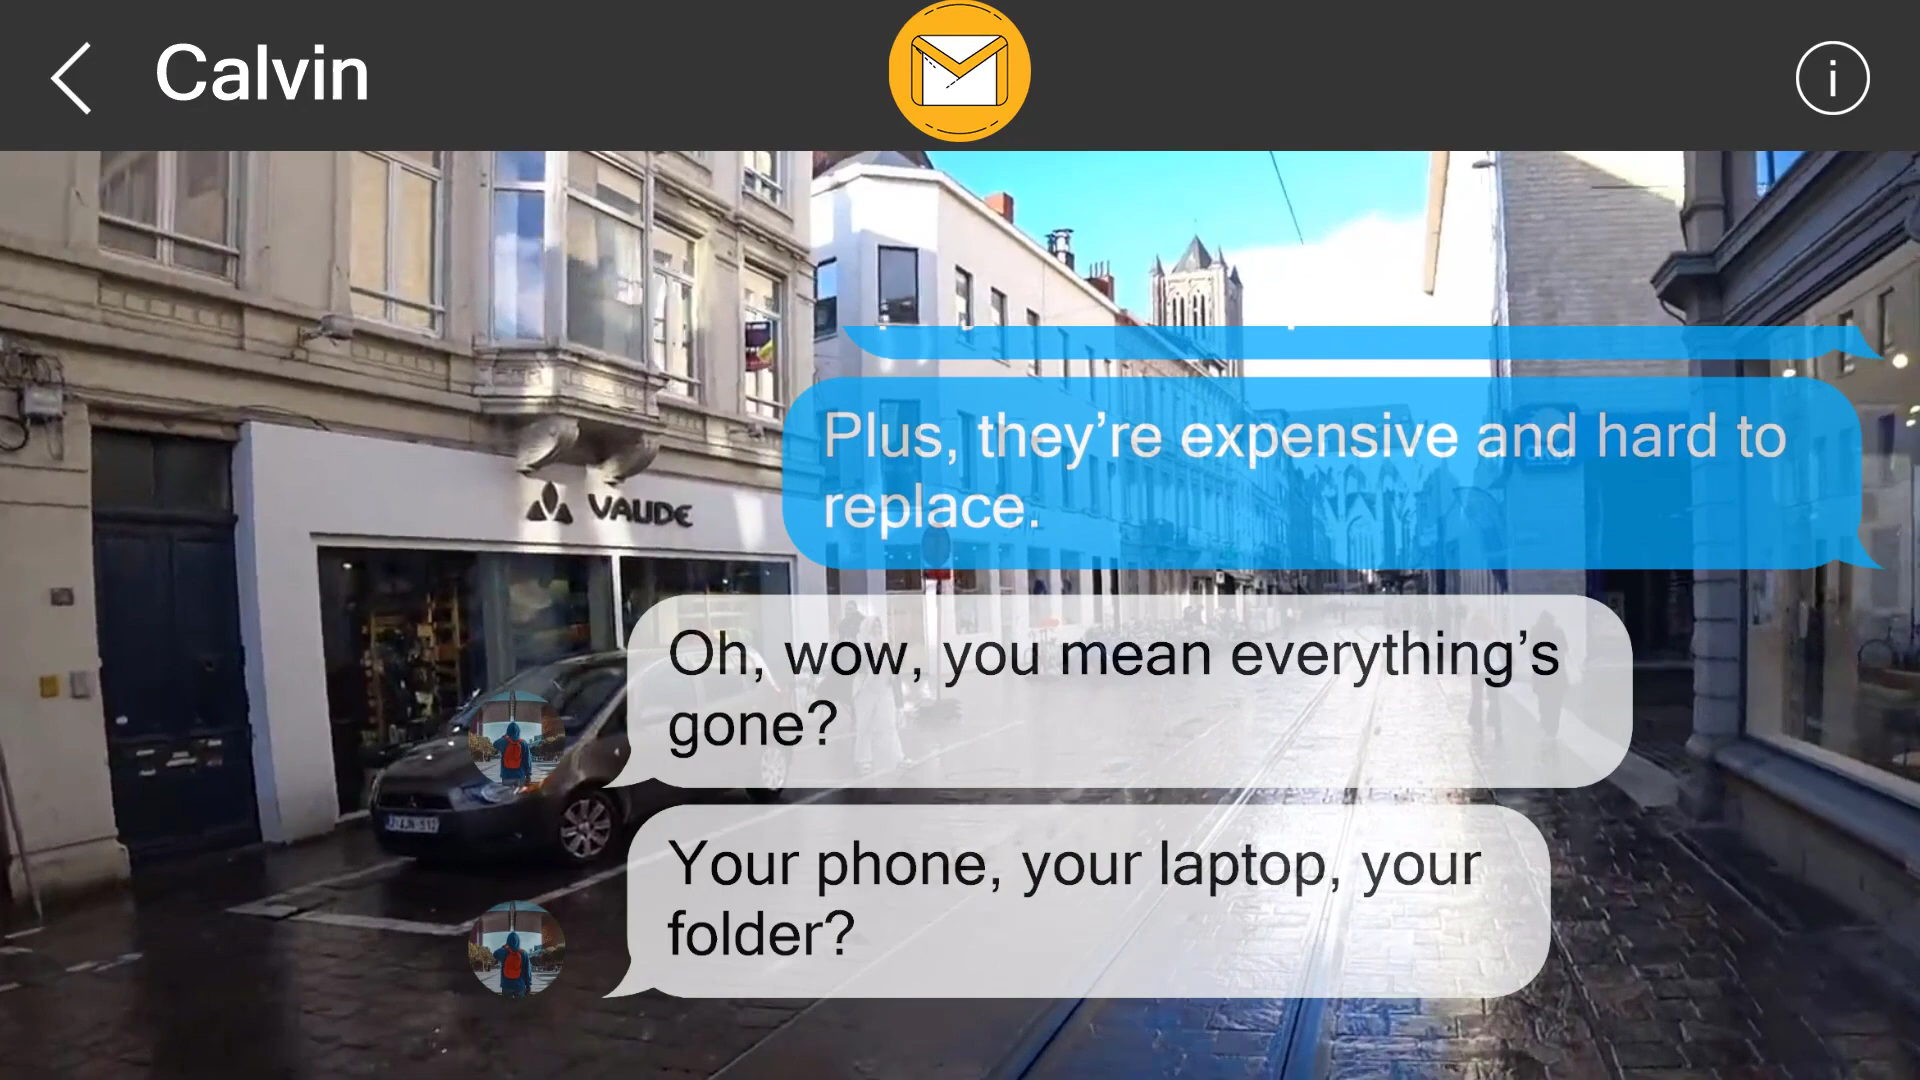 Calvin
Plus, they’re expensive and hard to
replace.
VAUDE
Oh, wow, you mean everything’s
gone?
Your phone, your laptop, your
folder?